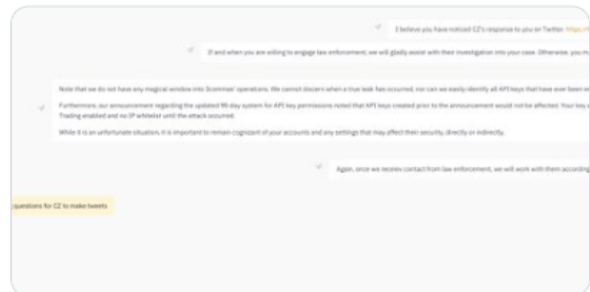 I believe you have noticed CZ's response to you on Twitter https://
If and when you are willing to engage law enforcement, we will gladly assist with their investigation into your case. Otherwise, you
Note that we do not have any magical window into 3commas' operations. We cannot discern when a true leak has occurred, nor can we easily identify all API keys that have ever been
Furthermore, our announcement regarding the updated 90-day system for API key permissions noted that API keys created prior to the announcement would not be affected. Your key
Trading enabled and no IP whitelist until the attack occurred.
While it is an unfortunate situation, it is important to remain cognizant of your accounts and any settings that may affect their security, directly or indirectly.
Again, once we receive contact from law enforcement, we will work with them according
questions for CZ to make tweets